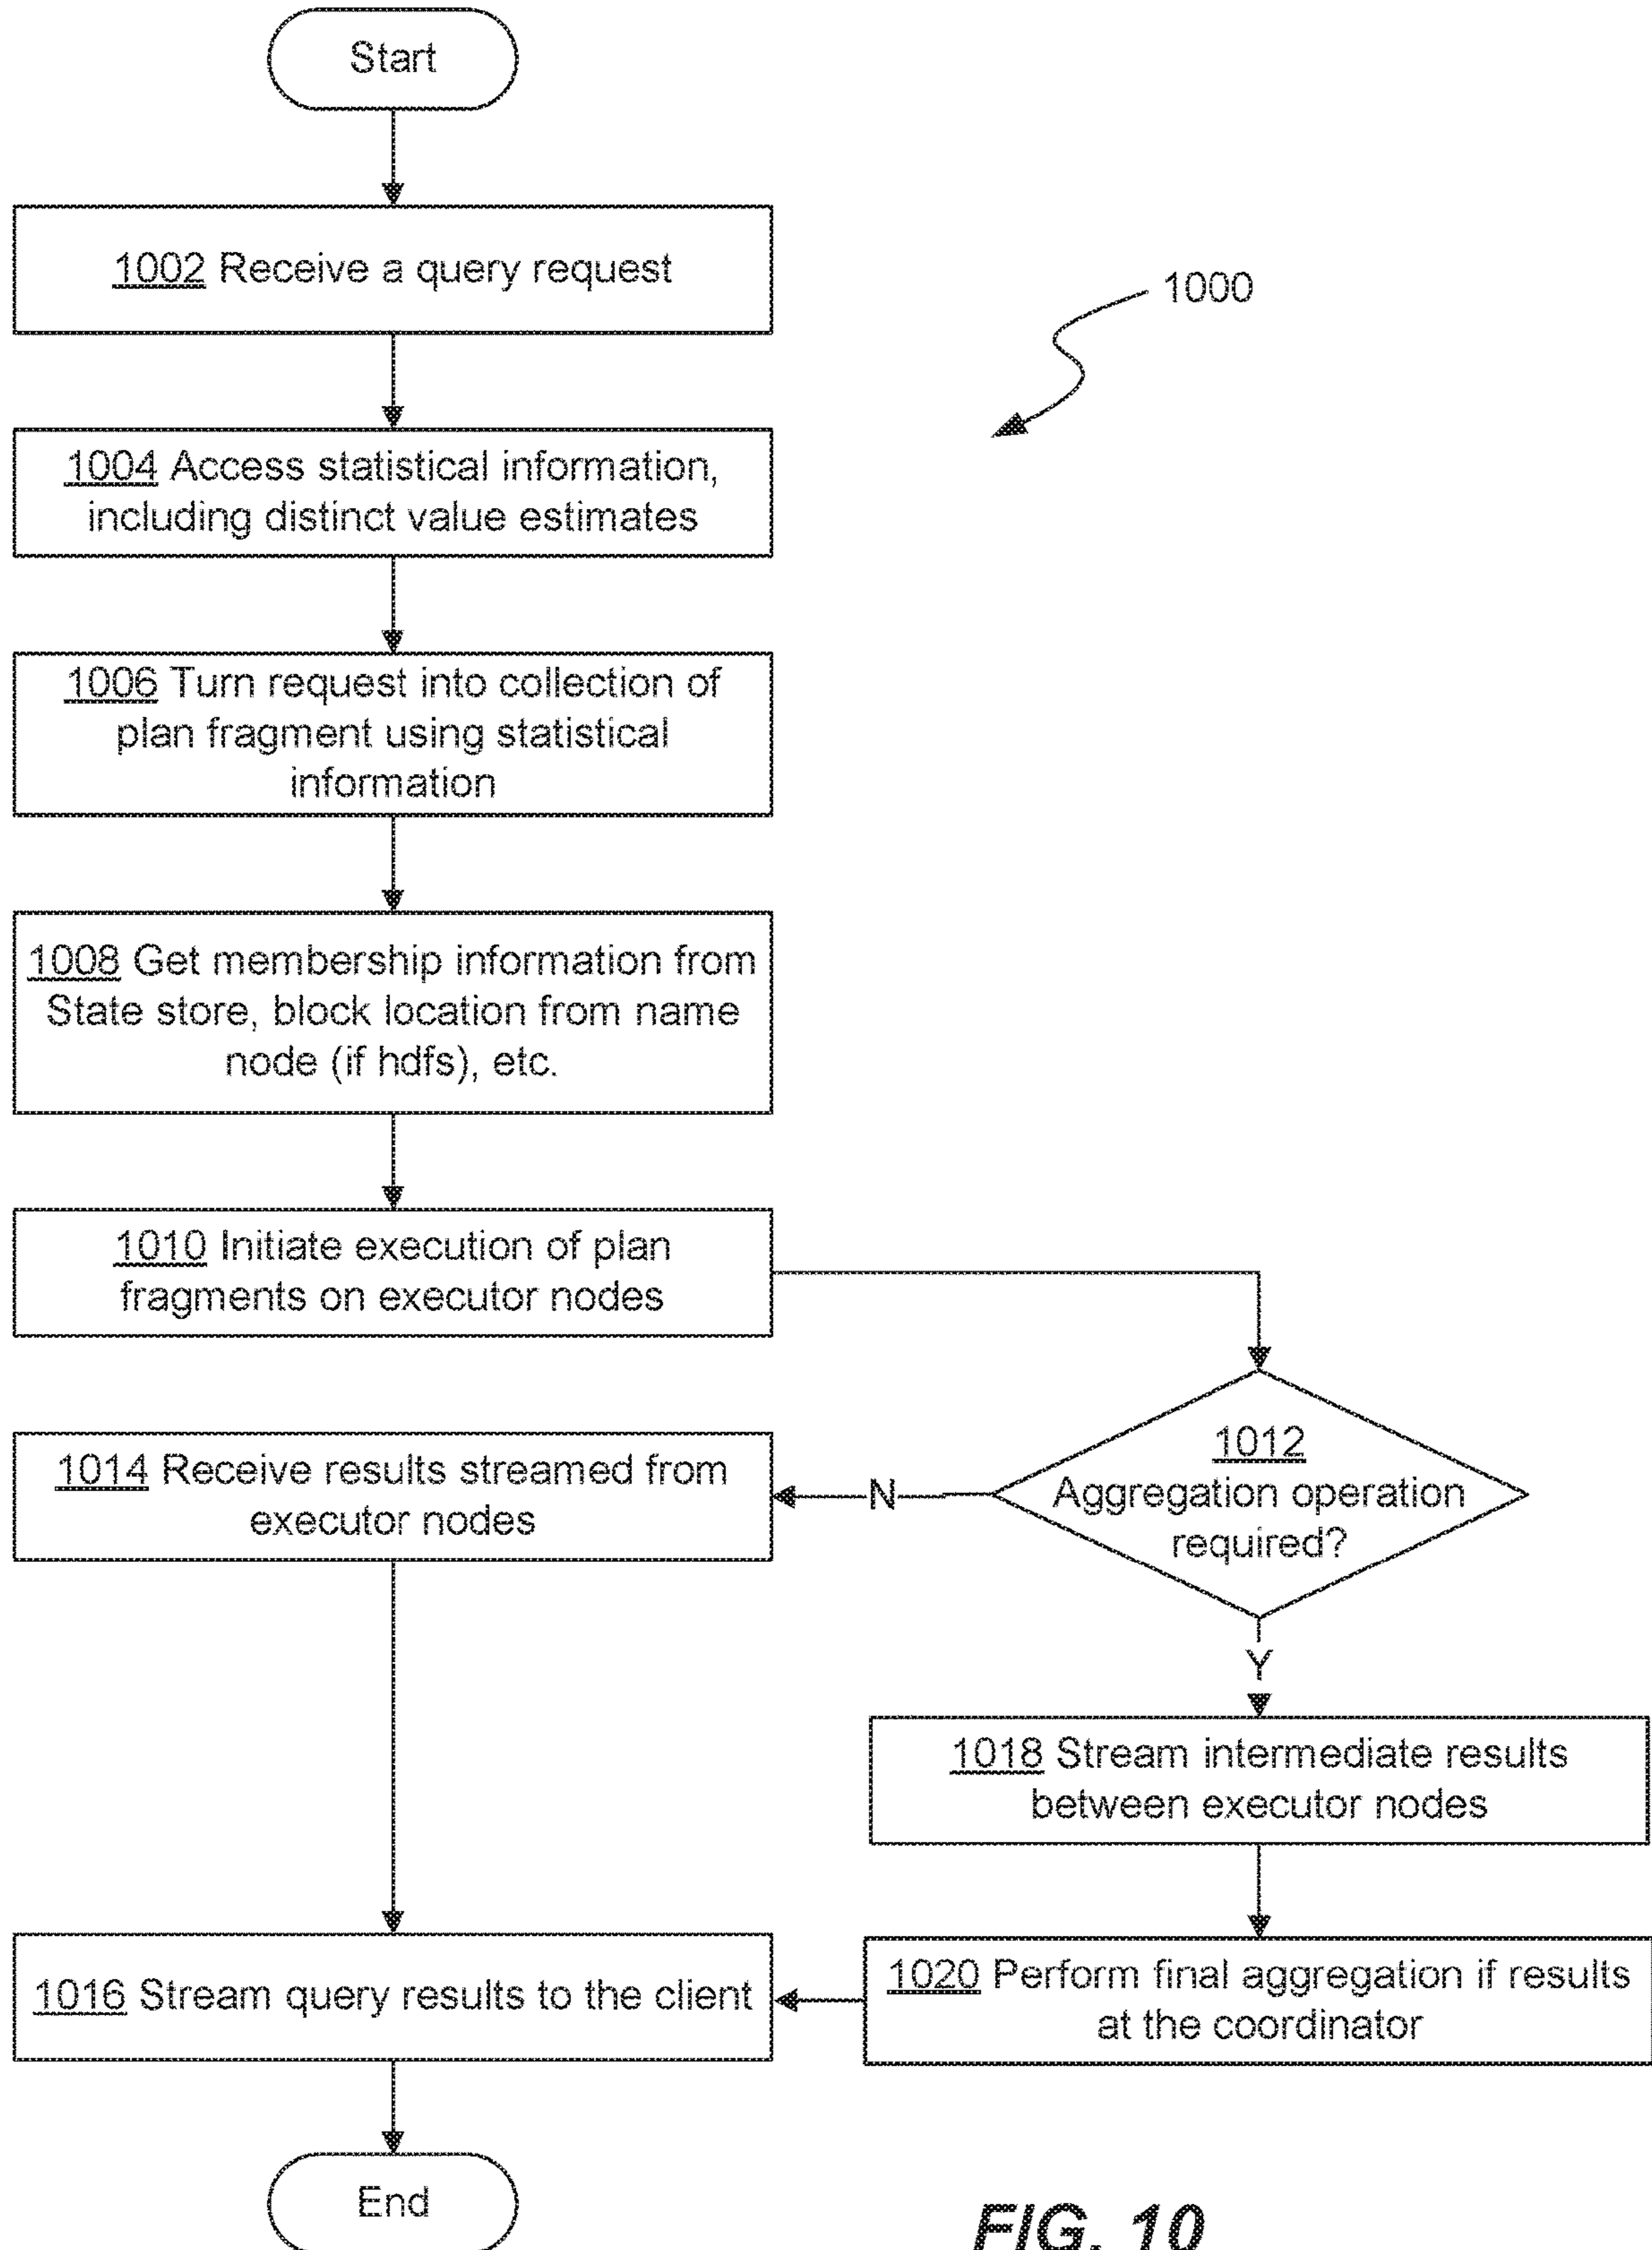 Start
1002 Receive a query request
1000
1004 Access statistical information,
including distinct value estimates
1006 Turn request into collection of
plan fragment using statistical
information
1008 Get membership information from
State store, block location from name
node (if hdfs), etc.
1010 Initiate execution of plan
fragments on executor nodes
1012
Aggregation operation
required?
N
1014 Receive results streamed from
executor nodes
Y
1018 Stream intermediate results
between executor nodes
1020 Perform final aggregation if results
at the coordinator
1016 Stream query results to the client
End
FIG. 10